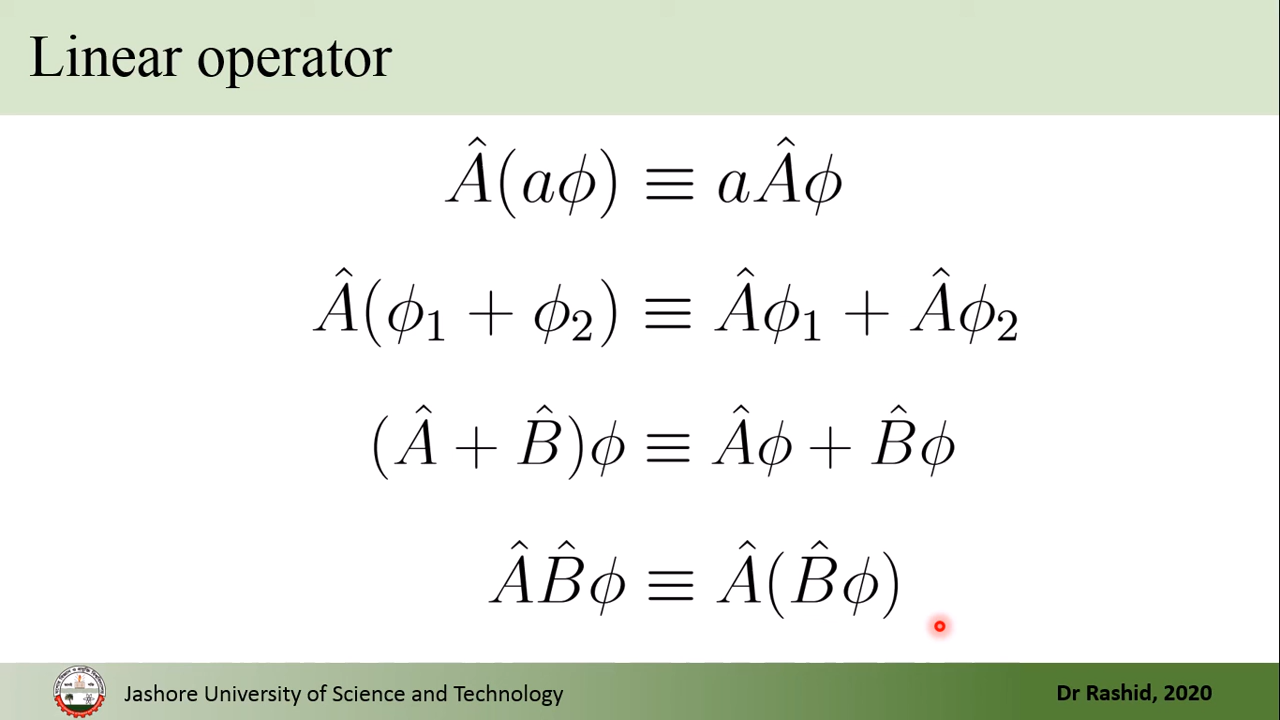 Linear operator
Â(aϕ) ≡ aÂϕ
Â(ϕ₁ + ϕ₂) ≡ Âϕ₁ + Âϕ₂
(Â + B̂)ϕ ≡ Âϕ + B̂ϕ
ÂB̂ϕ ≡ Â(B̂ϕ)
Jashore University of Science and Technology
Dr Rashid, 2020